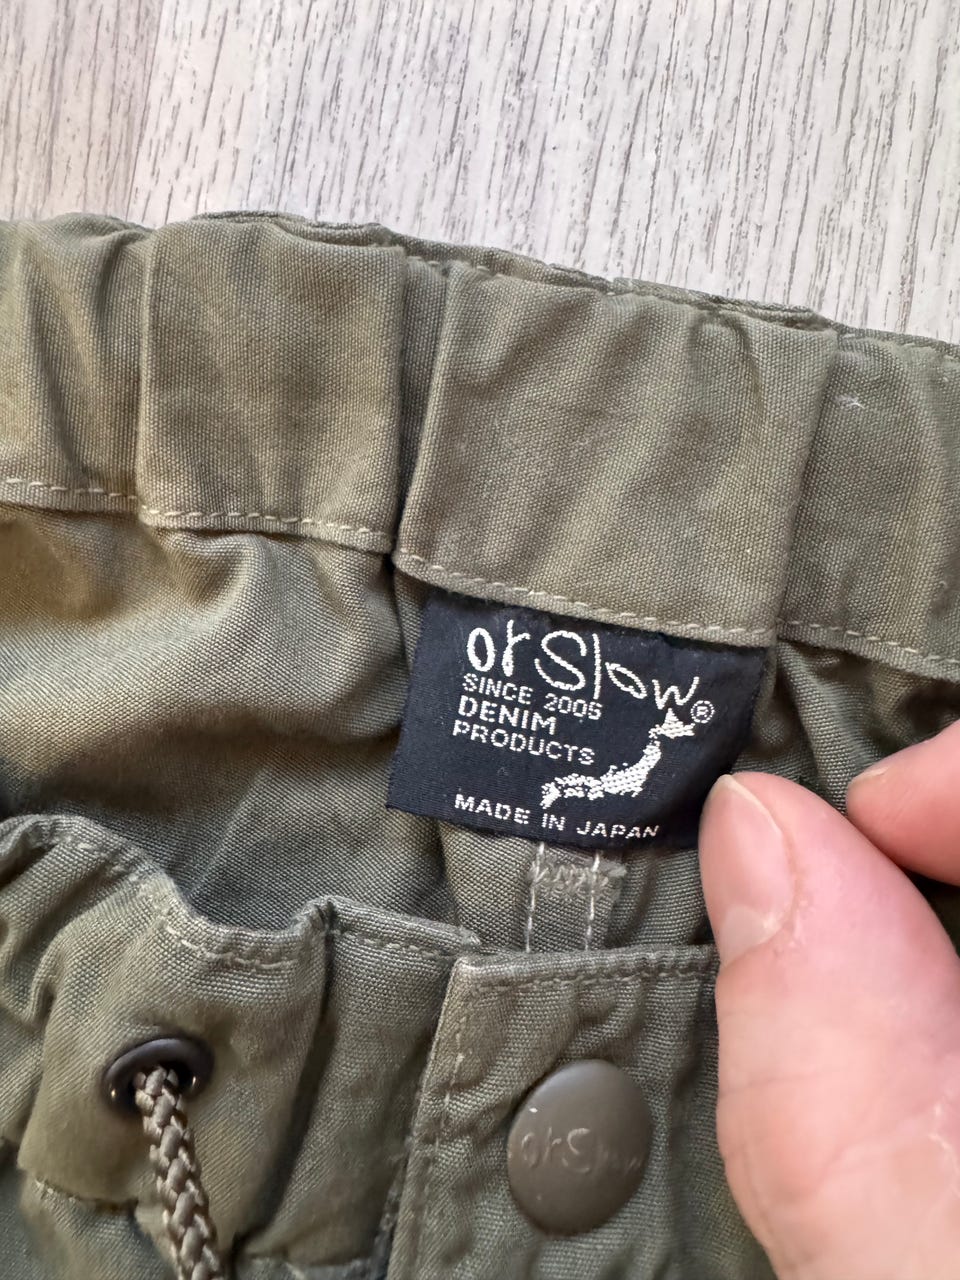 orslow®
SINCE 2005
DENIM
PRODUCTS
MADE IN JAPAN
orslow